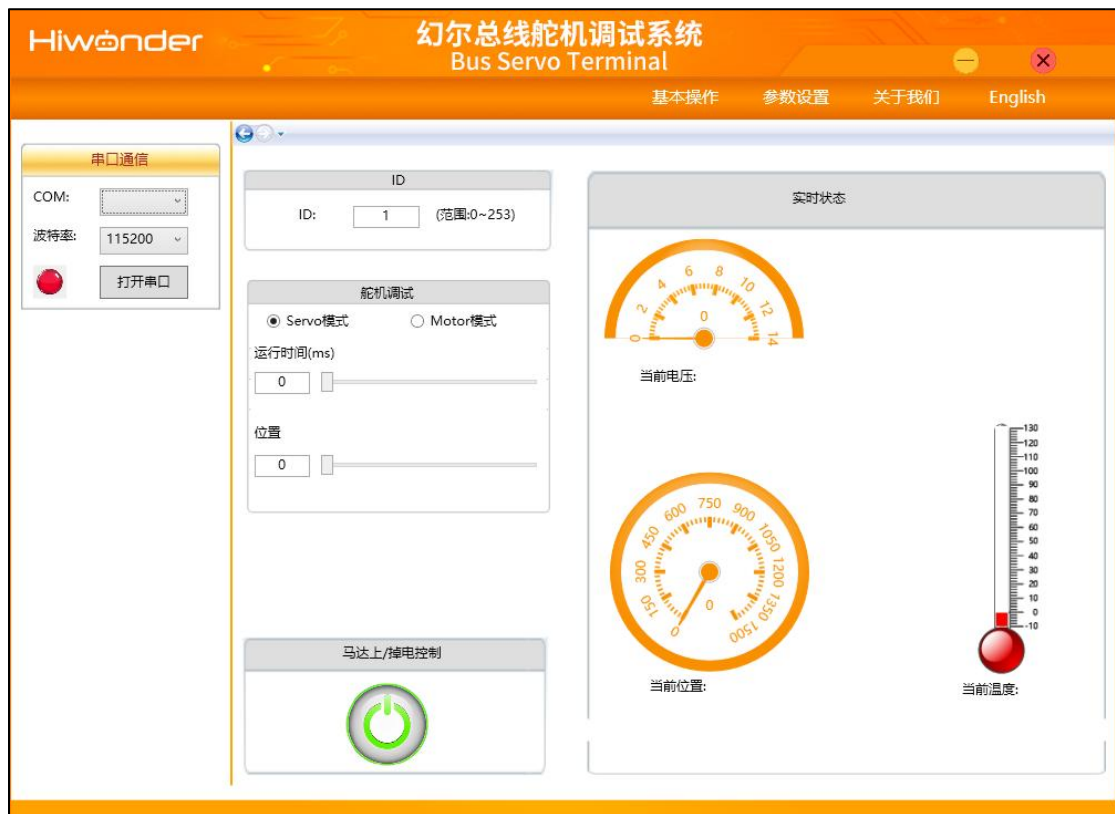 Hiwonder
幻尔总线舵机调试系统
Bus Servo Terminal
基本操作 参数设置 关于我们 English
串口通信
COM:
波特率: 115200
打开串口
ID
ID: 1 (范围:0~253)
舵机调试
Servo模式 Motor模式
运行时间(ms)
0
位置
0
马达上/掉电控制
实时状态
0 2 4 6 8 10 12 14
0
当前电压:
0 150 300 450 600 750 900 1050 1200 1350 1500
0
当前位置:
130
120
110
100
90
80
70
60
50
40
30
20
10
0
-10
当前温度: